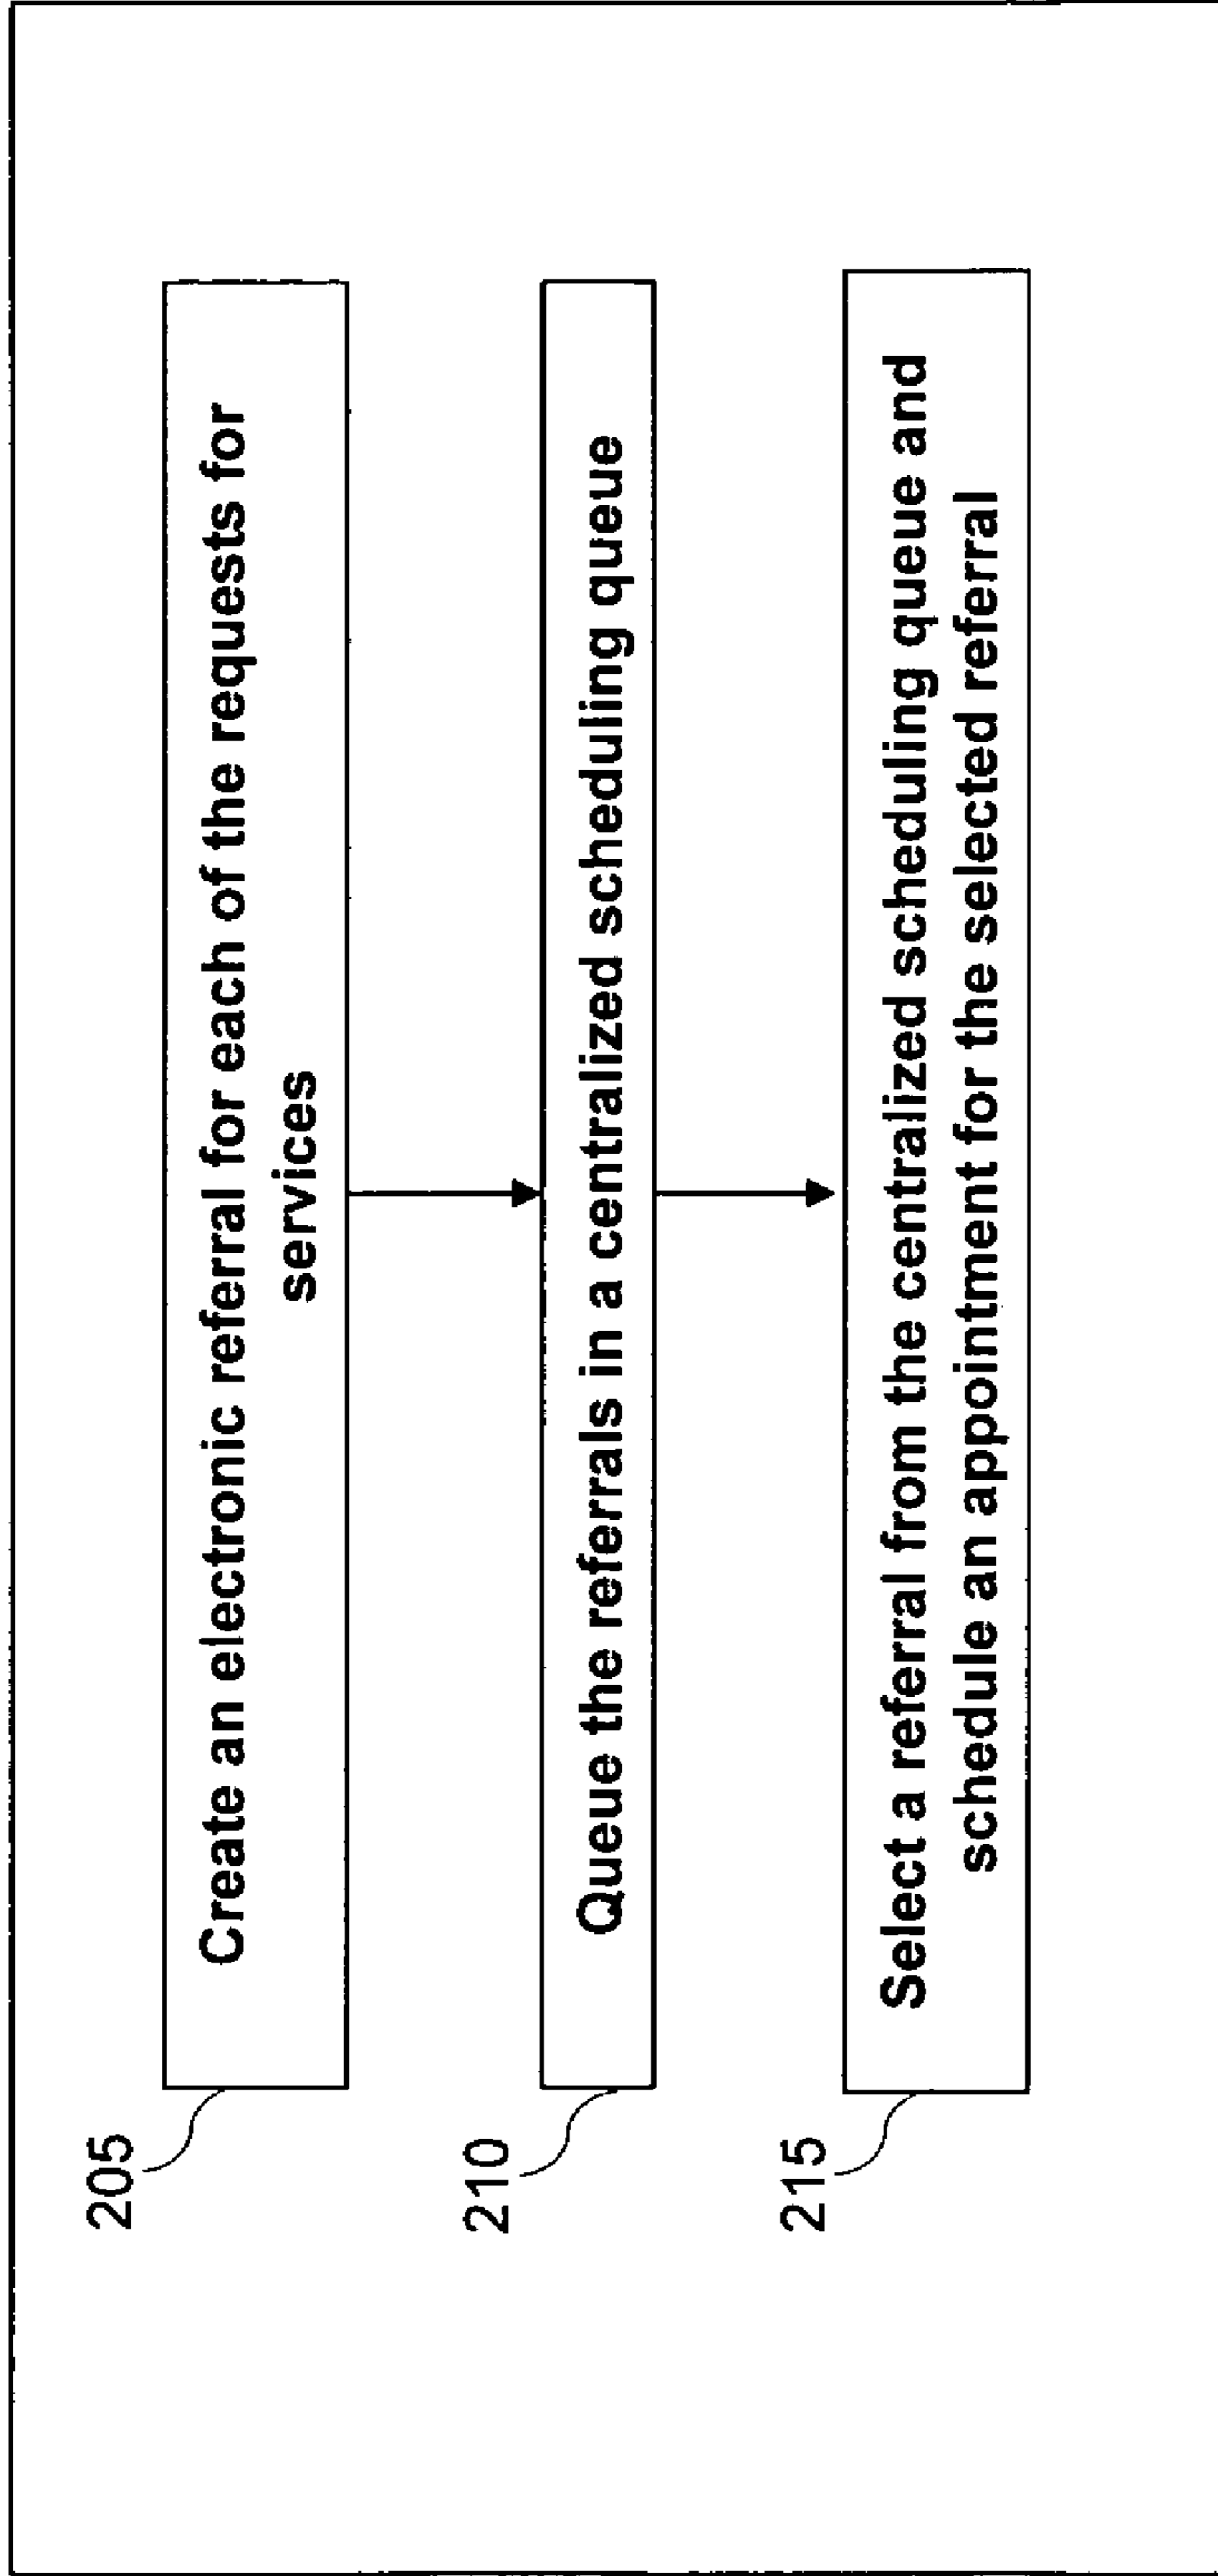 205
Create an electronic referral for each of the requests for
services
210
Queue the referrals in a centralized scheduling queue
215
Select a referral from the centralized scheduling queue and
schedule an appointment for the selected referral